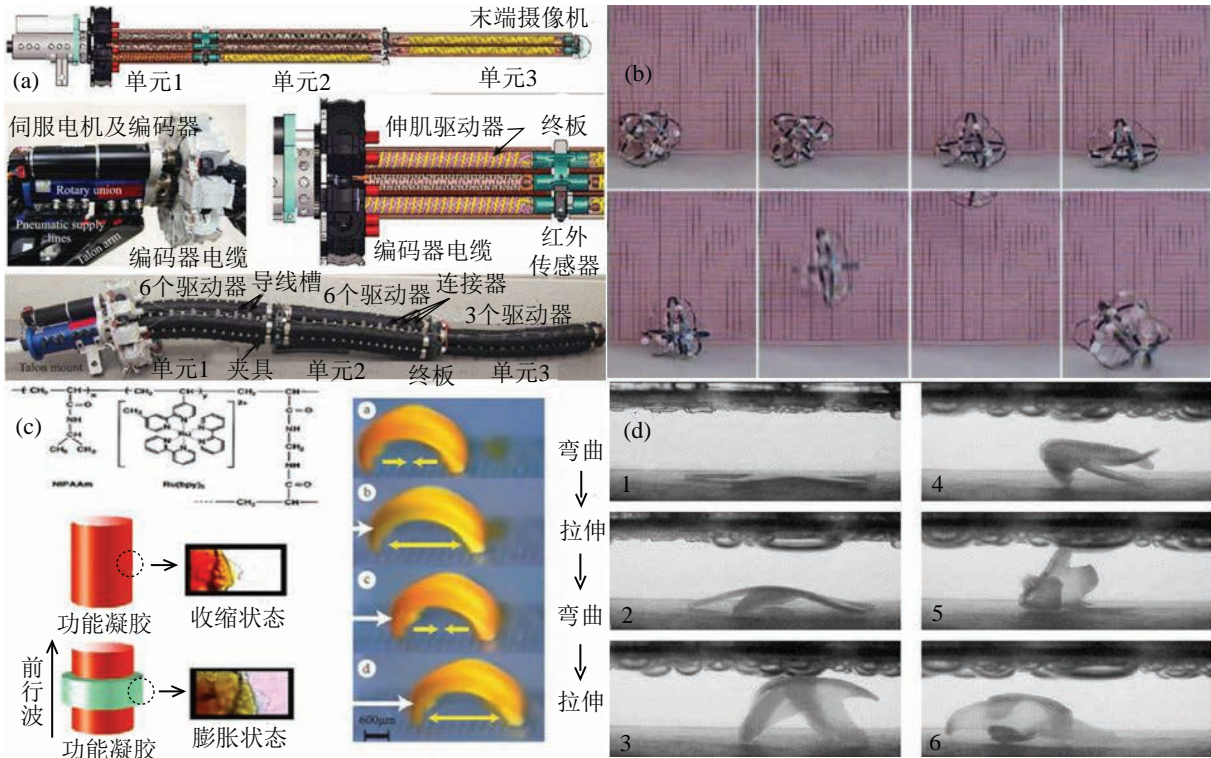 末端摄像机
(a)
单元1
单元2
单元3
伺服电机及编码器
Rotary union
Pneumatic supply lines
Talon arm
编码器电缆
伸肌驱动器
终板
编码器电缆
红外
传感器
6个驱动器
导线槽
6个驱动器
连接器
3个驱动器
Talon mount
单元1
夹具
单元2
终板
单元3
(b)
(c)
NIPAAm
Ru(bpy)₃
功能凝胶
收缩状态
前行波
功能凝胶
膨胀状态
a
b
c
d
600μm
弯曲
拉伸
弯曲
拉伸
(d)
1
2
3
4
5
6